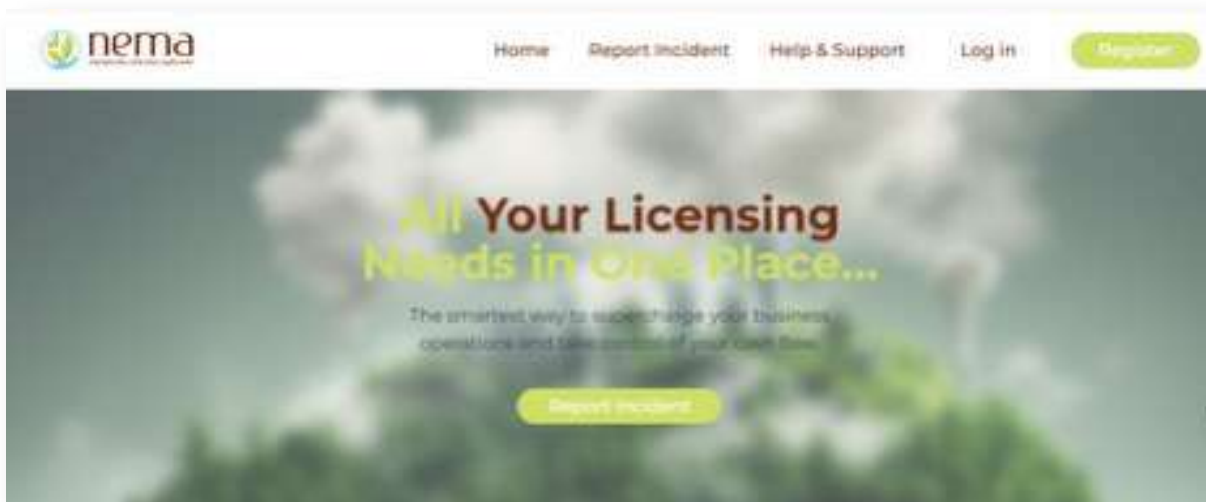 nema
Home
Report Incident
Help & Support
Log in
Register
All Your Licensing
Needs in One Place...
The smartest way to supercharge your business
operations and take control of your cash flow.
Report Incident